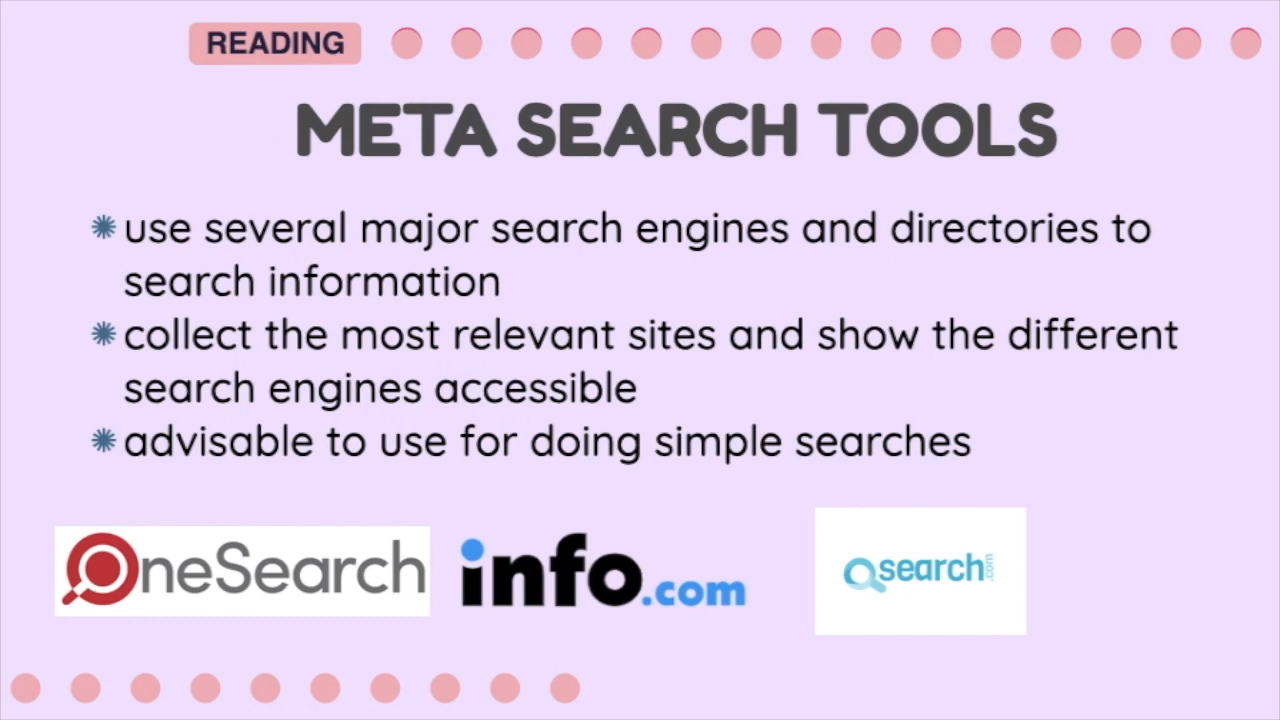 READING
META SEARCH TOOLS
use several major search engines and directories to
search information
collect the most relevant sites and show the different
search engines accessible
advisable to use for doing simple searches
OneSearch
info.com
search.com